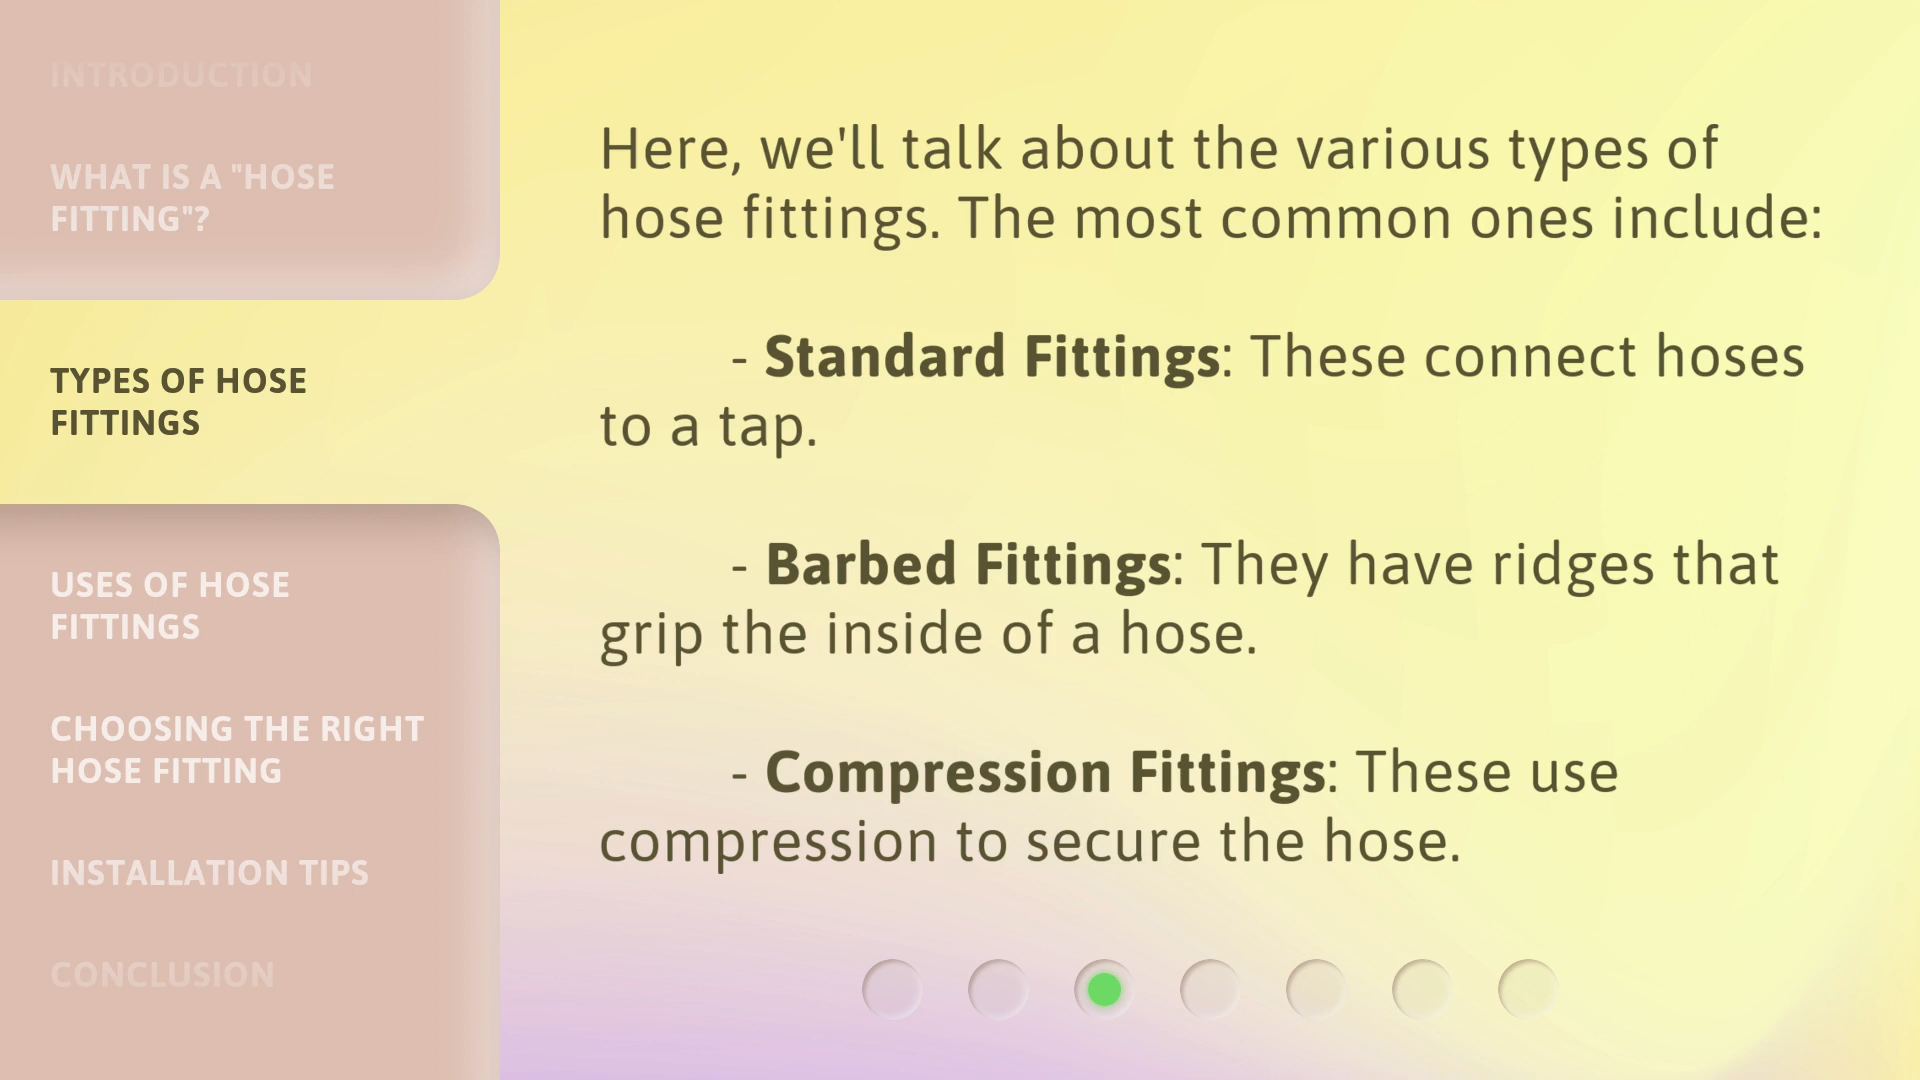 INTRODUCTION
WHAT IS A "HOSE
FITTING"?
TYPES OF HOSE
FITTINGS
USES OF HOSE
FITTINGS
CHOOSING THE RIGHT
HOSE FITTING
INSTALLATION TIPS
CONCLUSION
Here, we'll talk about the various types of
hose fittings. The most common ones include:
- Standard Fittings: These connect hoses
to a tap.
- Barbed Fittings: They have ridges that
grip the inside of a hose.
- Compression Fittings: These use
compression to secure the hose.